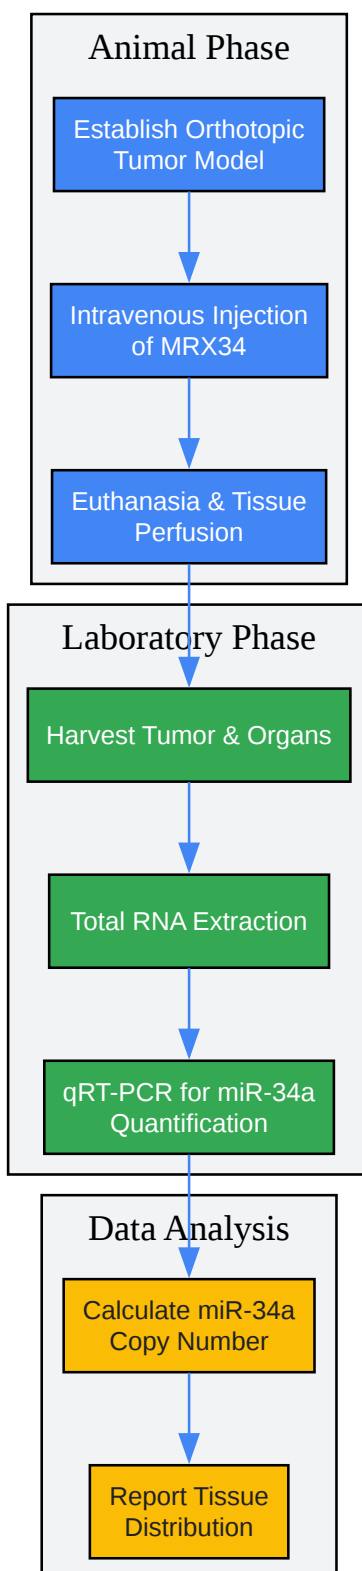 Animal Phase
Establish Orthotopic
Tumor Model
Intravenous Injection
of MRX34
Euthanasia & Tissue
Perfusion
Laboratory Phase
Harvest Tumor & Organs
Total RNA Extraction
qRT-PCR for miR-34a
Quantification
Data Analysis
Calculate miR-34a
Copy Number
Report Tissue
Distribution